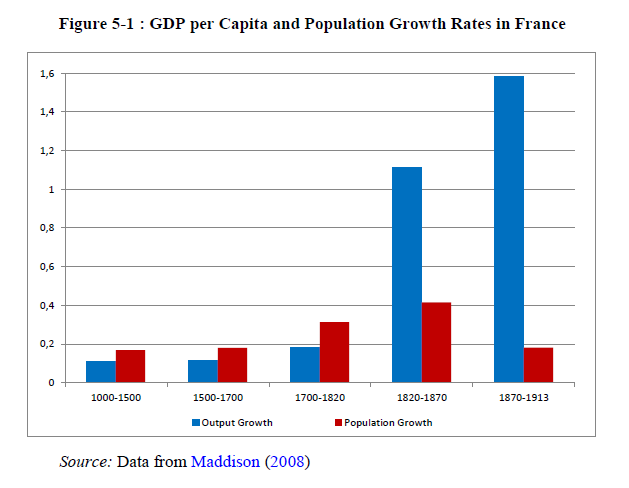 Figure 5-1 : GDP per Capita and Population Growth Rates in France
1,6
1,4
1,2
1
0,8
0,6
0,4
0,2
0
1000-1500 1500-1700 1700-1820 1820-1870 1870-1913
Output Growth Population Growth
Source: Data from Maddison (2008)